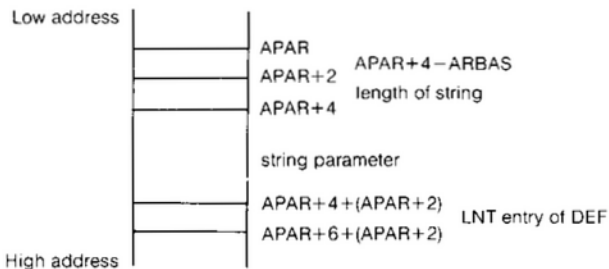 Low address
APAR
APAR+2
APAR+4-ARBAS
length of string
APAR+4
string parameter
APAR+4+(APAR+2)
LNT entry of DEF
APAR+6+(APAR+2)
High address